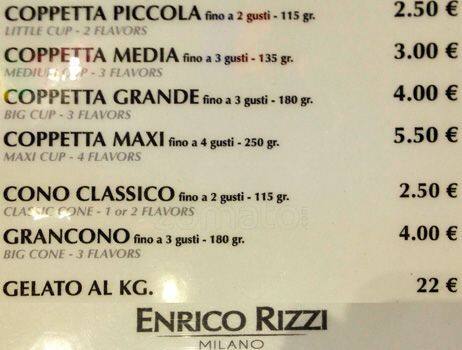 COPPETTA PICCOLA fino a 2 gusti - 115 gr. 2.50 €
LITTLE CUP - 2 FLAVORS
COPPETTA MEDIA fino a 3 gusti - 135 gr. 3.00 €
MEDIUM CUP - 3 FLAVORS
COPPETTA GRANDE fino a 3 gusti - 180 gr. 4.00 €
BIG CUP - 3 FLAVORS
COPPETTA MAXI fino a 4 gusti - 250 gr. 5.50 €
MAXI CUP - 4 FLAVORS
CONO CLASSICO fino a 2 gusti - 115 gr. 2.50 €
CLASSIC CONE - 1 or 2 FLAVORS
zomato
GRANCONO fino a 3 gusti - 180 gr. 4.00 €
BIG CONE - 3 FLAVORS
GELATO AL KG. 22 €
ENRICO RIZZI
MILANO